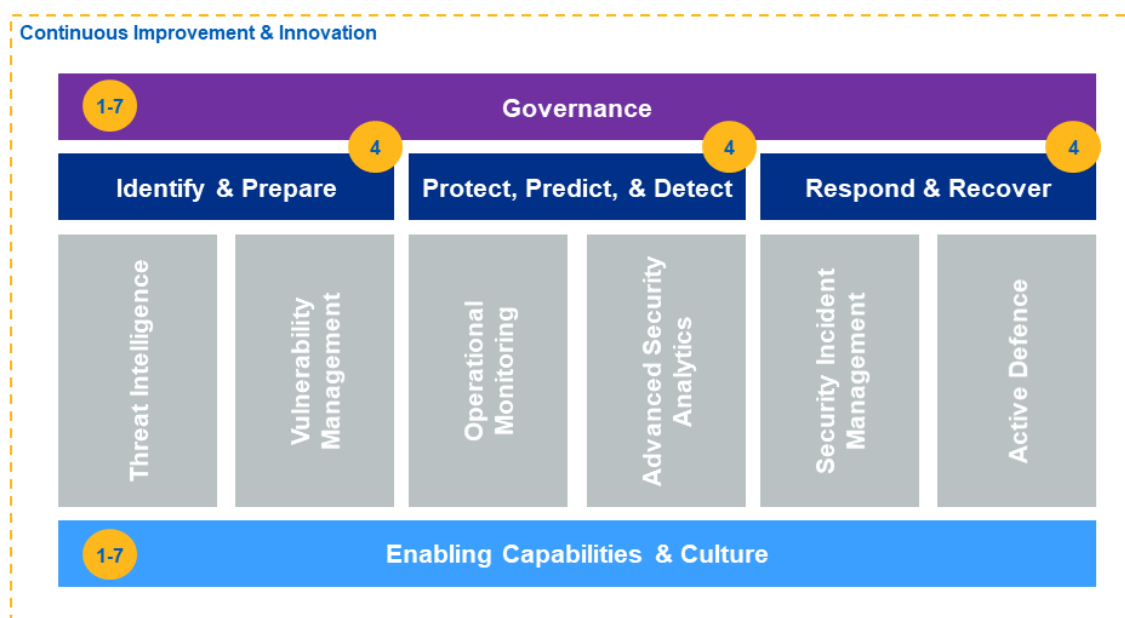 Continuous Improvement & Innovation
1-7
Governance
4
4
4
Identify & Prepare
Protect, Predict, & Detect
Respond & Recover
Threat Intelligence
Vulnerability
Management
Operational
Monitoring
Advanced Security
Analytics
Security Incident
Management
Active Defence
1-7
Enabling Capabilities & Culture